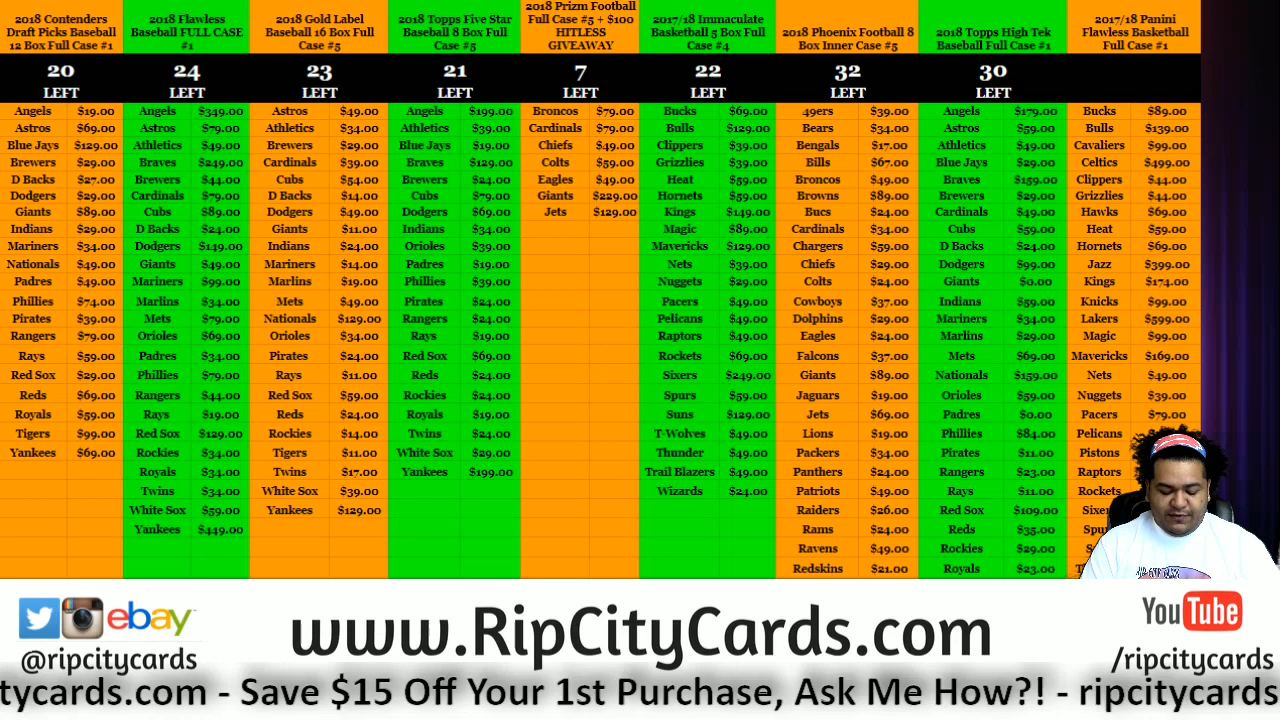 2018 Contenders Draft Picks Baseball 12 Box Full Case #1
2018 Flawless Baseball FULL CASE #1
2018 Gold Label Baseball 16 Box Full Case #5
2018 Topps Five Star Baseball 8 Box Full Case #5
2018 Prizm Football Full Case #5 + $100 HITLESS GIVEAWAY
2017/18 Immaculate Basketball 5 Box Full Case #4
2018 Phoenix Football 8 Box Inner Case #5
2018 Topps High Tek Baseball Full Case #1
2017/18 Panini Flawless Basketball Full Case #1
20 24 23 21 7 22 32 30
LEFT LEFT LEFT LEFT LEFT LEFT LEFT LEFT
Angels $19.00 Angels $349.00 Astros $49.00 Angels $199.00 Broncos $79.00 Bucks $69.00 49ers $39.00 Angels $179.00 Bucks $89.00
Astros $69.00 Astros $79.00 Athletics $34.00 Athletics $39.00 Cardinals $79.00 Bulls $129.00 Bears $34.00 Astros $59.00 Bulls $139.00
Blue Jays $129.00 Athletics $49.00 Brewers $29.00 Blue Jays $19.00 Chiefs $49.00 Clippers $39.00 Bengals $17.00 Athletics $49.00 Cavaliers $99.00
Brewers $29.00 Braves $249.00 Cardinals $39.00 Braves $129.00 Colts $59.00 Grizzlies $39.00 Bills $67.00 Blue Jays $29.00 Celtics $499.00
D Backs $27.00 Brewers $44.00 Cubs $54.00 Brewers $24.00 Eagles $49.00 Heat $59.00 Broncos $49.00 Braves $159.00 Clippers $44.00
Dodgers $29.00 Cardinals $79.00 D Backs $14.00 Cubs $79.00 Giants $229.00 Hornets $59.00 Browns $89.00 Brewers $29.00 Grizzlies $44.00
Giants $89.00 Cubs $89.00 Dodgers $49.00 Dodgers $69.00 Jets $129.00 Kings $149.00 Bucs $24.00 Cardinals $49.00 Hawks $69.00
Indians $29.00 D Backs $24.00 Giants $11.00 Indians $34.00 Magic $89.00 Cardinals $34.00 Cubs $59.00 Heat $59.00
Mariners $34.00 Dodgers $149.00 Indians $24.00 Orioles $39.00 Mavericks $129.00 Chargers $59.00 D Backs $24.00 Hornets $69.00
Nationals $49.00 Giants $49.00 Mariners $14.00 Padres $19.00 Nets $39.00 Chiefs $29.00 Dodgers $99.00 Jazz $399.00
Padres $49.00 Mariners $99.00 Marlins $19.00 Phillies $39.00 Nuggets $29.00 Colts $24.00 Giants $0.00 Kings $174.00
Phillies $74.00 Marlins $34.00 Mets $49.00 Pirates $24.00 Pacers $49.00 Cowboys $37.00 Indians $59.00 Knicks $99.00
Pirates $39.00 Mets $79.00 Nationals $129.00 Rangers $24.00 Pelicans $49.00 Dolphins $29.00 Mariners $34.00 Lakers $599.00
Rangers $79.00 Orioles $69.00 Orioles $34.00 Rays $19.00 Raptors $49.00 Eagles $24.00 Marlins $29.00 Magic $99.00
Rays $59.00 Padres $34.00 Pirates $24.00 Red Sox $69.00 Rockets $69.00 Falcons $37.00 Mets $69.00 Mavericks $169.00
Red Sox $29.00 Phillies $79.00 Rays $11.00 Reds $24.00 Sixers $249.00 Giants $89.00 Nationals $159.00 Nets $49.00
Reds $69.00 Rangers $44.00 Red Sox $59.00 Rockies $24.00 Spurs $59.00 Jaguars $19.00 Orioles $59.00 Nuggets $39.00
Royals $59.00 Rays $19.00 Reds $24.00 Royals $19.00 Suns $129.00 Jets $69.00 Padres $0.00 Pacers $79.00
Tigers $99.00 Red Sox $129.00 Rockies $14.00 Twins $24.00 T-Wolves $49.00 Lions $19.00 Phillies $84.00 Pelicans
Yankees $69.00 Rockies $34.00 Tigers $11.00 White Sox $29.00 Thunder $49.00 Packers $34.00 Pirates $11.00 Pistons
Royals $34.00 Twins $17.00 Yankees $199.00 Trail Blazers $49.00 Panthers $24.00 Rangers $23.00 Raptors
Twins $34.00 White Sox $39.00 Wizards $24.00 Patriots $49.00 Rays $11.00 Rockets
White Sox $59.00 Yankees $129.00 Raiders $26.00 Red Sox $109.00
Yankees $449.00 Rams $24.00 Reds $35.00
Ravens $49.00 Rockies $29.00
Redskins $21.00 Royals $23.00
ebay
www.RipCityCards.com
YouTube
@ripcitycards
/ripcitycards
tycards.com - Save $15 Off Your 1st Purchase, Ask Me How?! - ripcitycards